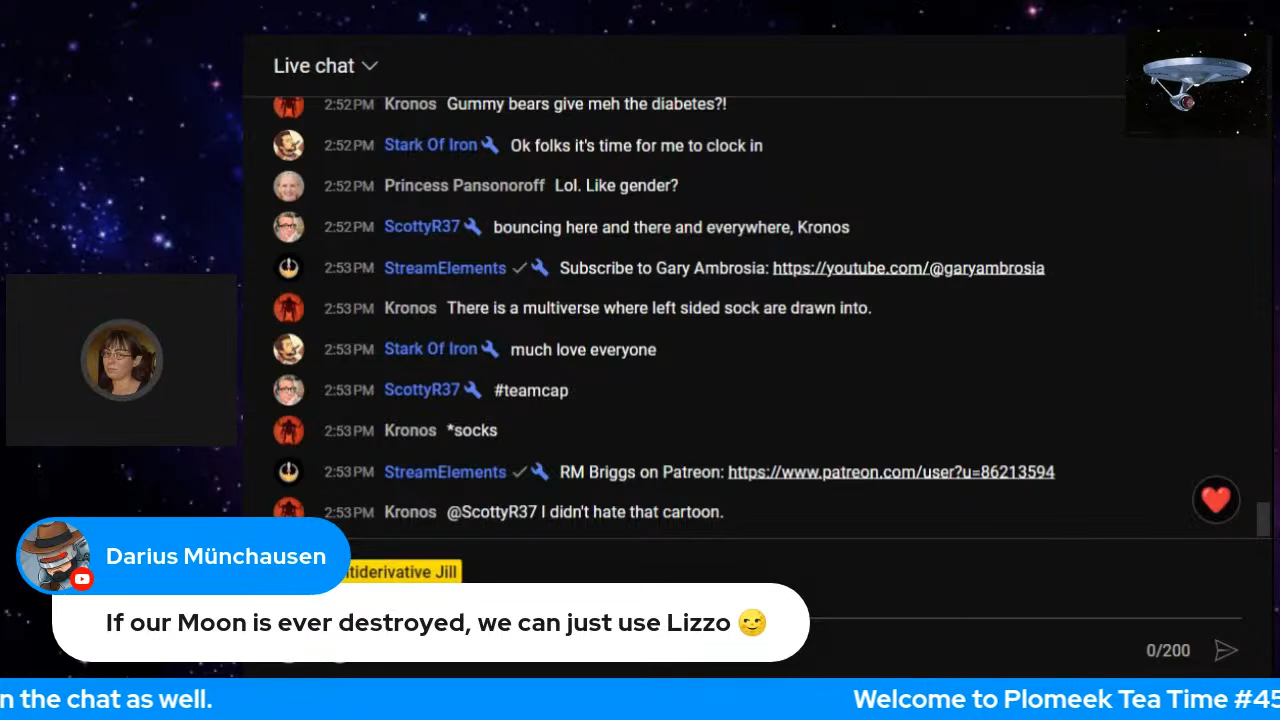 Live chat
2:52 PM Kronos Gummy bears give meh the diabetes?!
2:52 PM Stark Of Iron Ok folks it's time for me to clock in
2:52 PM Princess Pansonoroff Lol. Like gender?
2:52 PM ScottyR37 bouncing here and there and everywhere, Kronos
2:53 PM StreamElements Subscribe to Gary Ambrosia: https://youtube.com/@garyambrosia
2:53 PM Kronos There is a multiverse where left sided sock are drawn into.
2:53 PM Stark Of Iron much love everyone
2:53 PM ScottyR37 #teamcap
2:53 PM Kronos *socks
2:53 PM StreamElements RM Briggs on Patreon: https://www.patreon.com/user?u=86213594
2:53 PM Kronos @ScottyR37 I didn't hate that cartoon.
Darius Münchausen
tiderivative Jill
If our Moon is ever destroyed, we can just use Lizzo 🌝
0/200
n the chat as well. Welcome to Plomeek Tea Time #45